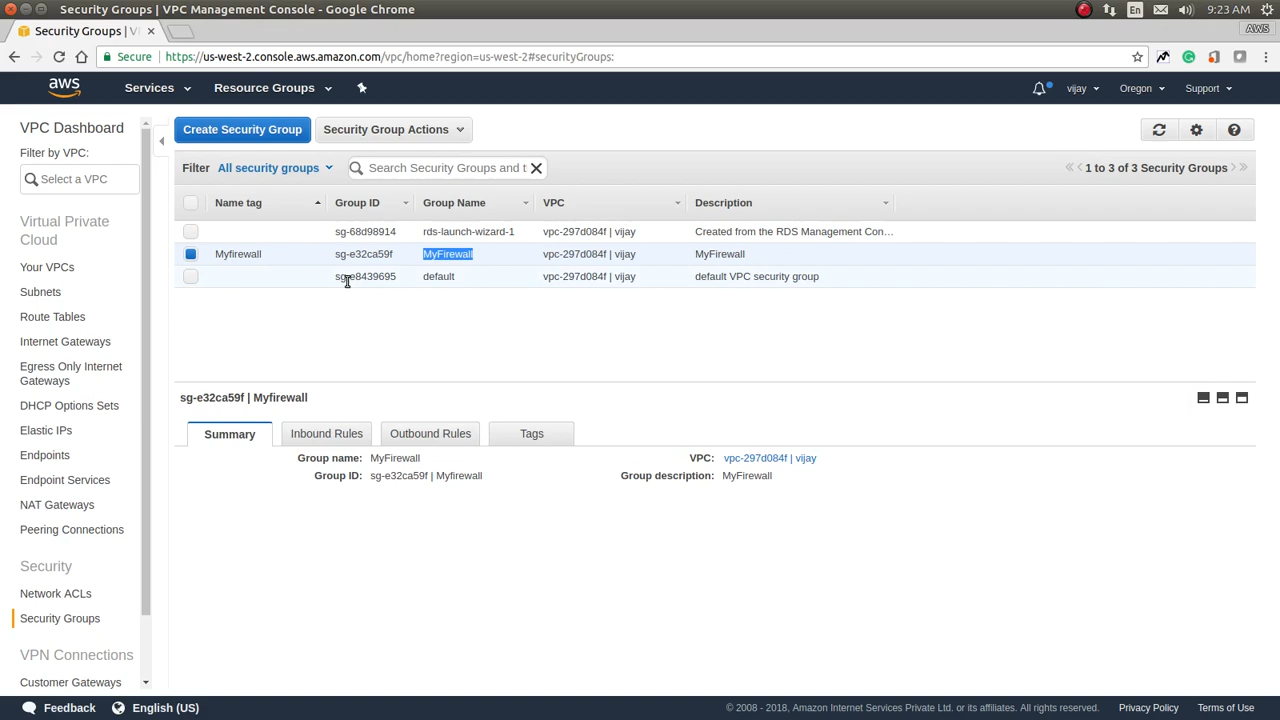 Security Groups | VPC Management Console - Google Chrome
En 9:23 AM
Security Groups | V
AWS
Secure https://us-west-2.console.aws.amazon.com/vpc/home?region=us-west-2#securityGroups:
aws Services Resource Groups vijay Oregon Support
VPC Dashboard
Filter by VPC:
Select a VPC
Virtual Private
Cloud
Your VPCs
Subnets
Route Tables
Internet Gateways
Egress Only Internet
Gateways
DHCP Options Sets
Elastic IPs
Endpoints
Endpoint Services
NAT Gateways
Peering Connections
Security
Network ACLs
Security Groups
VPN Connections
Customer Gateways
Create Security Group Security Group Actions
Filter All security groups Search Security Groups and t 1 to 3 of 3 Security Groups
Name tag Group ID Group Name VPC Description
sg-68d98914 rds-launch-wizard-1 vpc-297d084f | vijay Created from the RDS Management Con…
Myfirewall sg-e32ca59f MyFirewall vpc-297d084f | vijay MyFirewall
sg-e8439695 default vpc-297d084f | vijay default VPC security group
sg-e32ca59f | Myfirewall
Summary Inbound Rules Outbound Rules Tags
Group name: MyFirewall VPC: vpc-297d084f | vijay
Group ID: sg-e32ca59f | Myfirewall Group description: MyFirewall
Feedback English (US) © 2008 - 2018, Amazon Internet Services Private Ltd. or its affiliates. All rights reserved. Privacy Policy Terms of Use